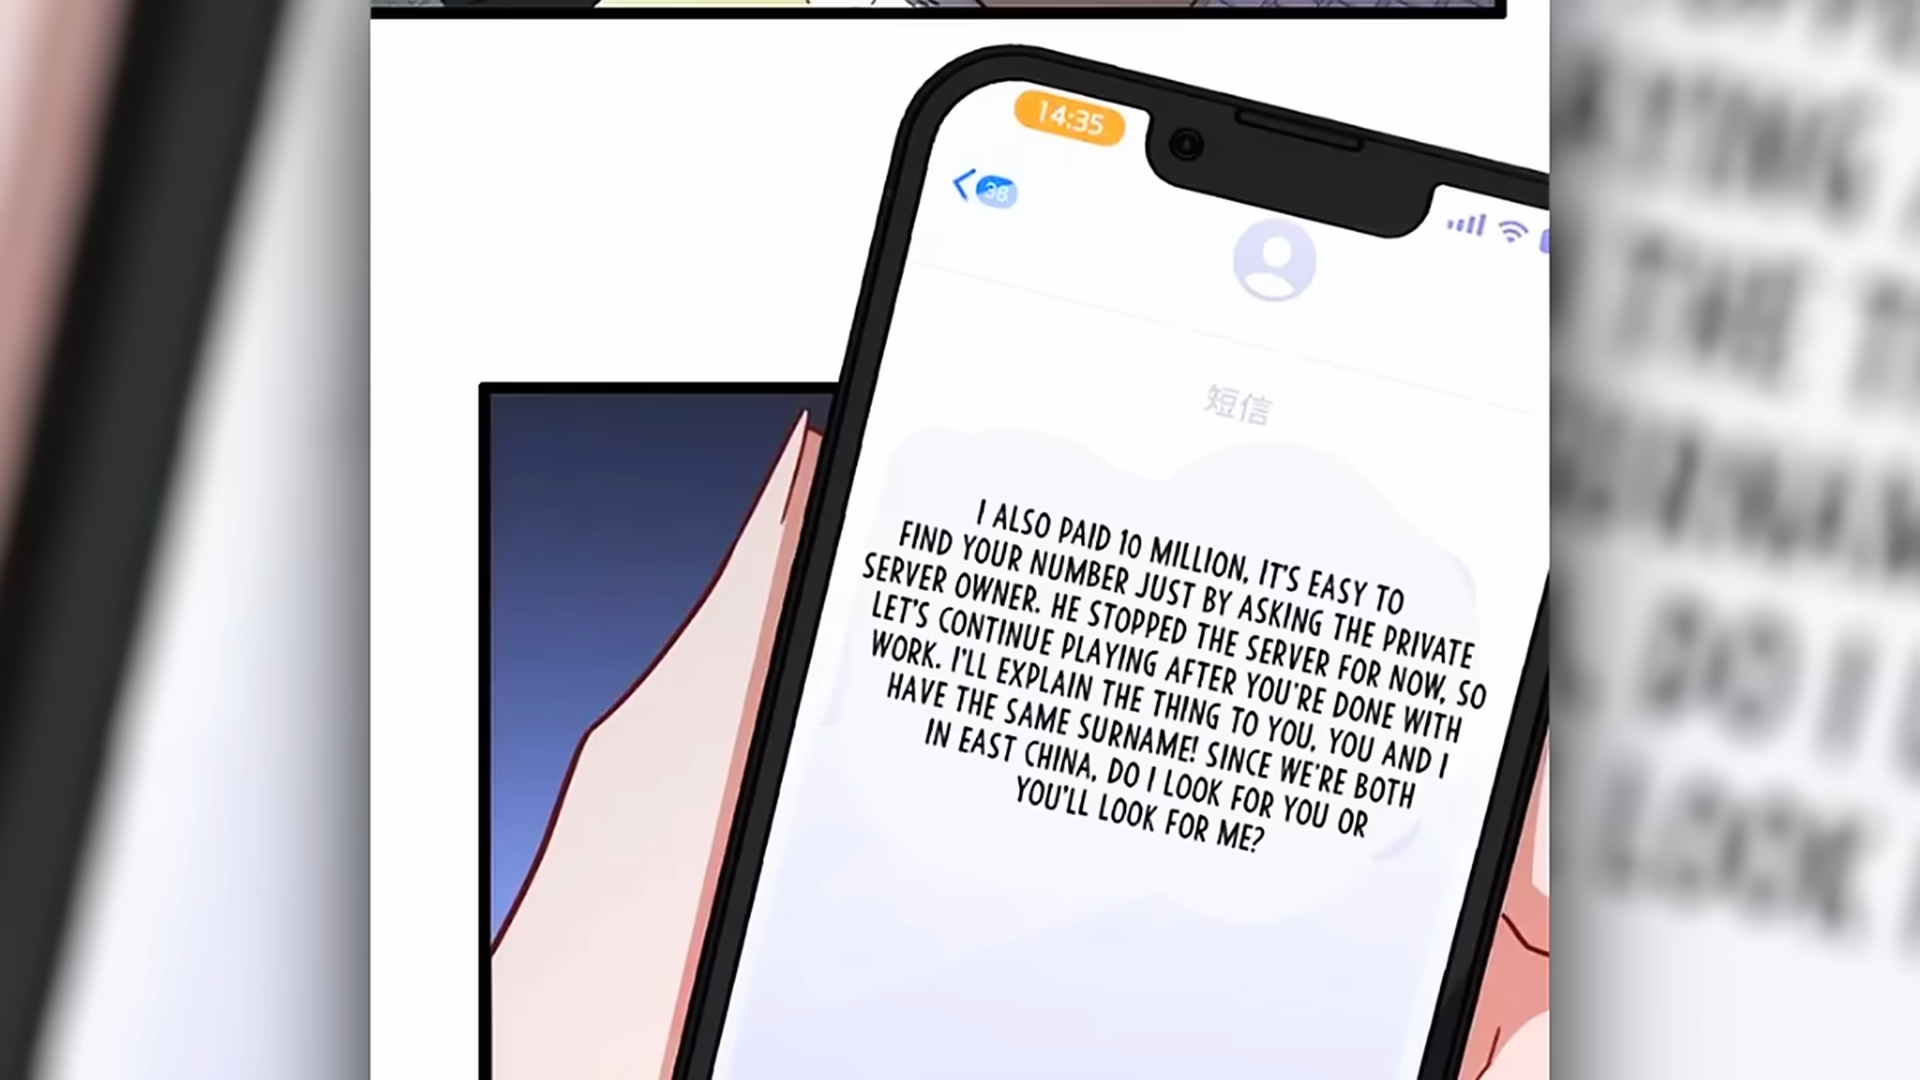 14:35
38
短信
I ALSO PAID 10 MILLION, IT'S EASY TO
FIND YOUR NUMBER JUST BY ASKING THE PRIVATE
SERVER OWNER. HE STOPPED THE SERVER FOR NOW, SO
LET'S CONTINUE PLAYING AFTER YOU'RE DONE WITH
WORK. I'LL EXPLAIN THE THING TO YOU, YOU AND I
HAVE THE SAME SURNAME! SINCE WE'RE BOTH
IN EAST CHINA, DO I LOOK FOR YOU OR
YOU'LL LOOK FOR ME?